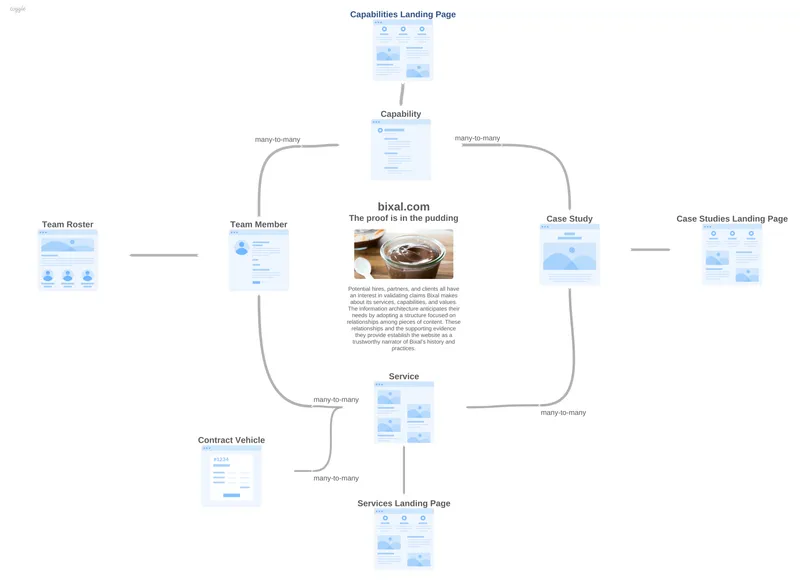 coggle
Capabilities Landing Page
Capability
many-to-many
many-to-many
bixal.com
The proof is in the pudding
Team Roster
Team Member
Case Study
Case Studies Landing Page
Potential hires, partners, and clients all have
an interest in validating claims Bixal makes
about its services, capabilities, and values.
The information architecture anticipates their
needs by adopting a structure focused on
relationships among pieces of content. These
relationships and the supporting evidence
they provide establish the website as a
trustworthy narrator of Bixal's history and
practices.
Service
many-to-many
many-to-many
Contract Vehicle
#1234
many-to-many
Services Landing Page